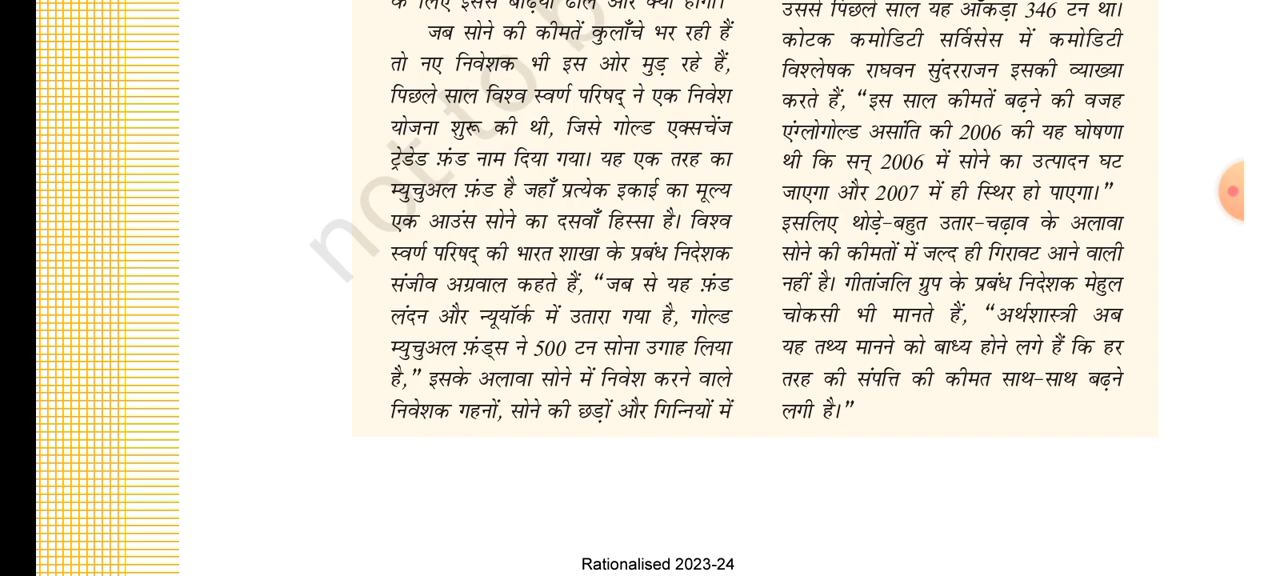 के लिए इससे बढ़िया ढाल और क्या होगी।
जब सोने की कीमतें कुलाँचे भर रही हैं
तो नए निवेशक भी इस ओर मुड़ रहे हैं,
पिछले साल विश्व स्वर्ण परिषद् ने एक निवेश
योजना शुरू की थी, जिसे गोल्ड एक्सचेंज
ट्रेडेड फ़ंड नाम दिया गया। यह एक तरह का
म्युचुअल फ़ंड है जहाँ प्रत्येक इकाई का मूल्य
एक आउंस सोने का दसवाँ हिस्सा है। विश्व
स्वर्ण परिषद् की भारत शाखा के प्रबंध निदेशक
संजीव अग्रवाल कहते हैं, “जब से यह फ़ंड
लंदन और न्यूयॉर्क में उतारा गया है, गोल्ड
म्युचुअल फ़ंड्स ने 500 टन सोना उगाह लिया
है,” इसके अलावा सोने में निवेश करने वाले
निवेशक गहनों, सोने की छड़ों और गिन्नियों में
उससे पिछले साल यह आँकड़ा 346 टन था।
कोटक कमोडिटी सर्विसेस में कमोडिटी
विश्लेषक राघवन सुंदरराजन इसकी व्याख्या
करते हैं, “इस साल कीमतें बढ़ने की वजह
एंग्लोगोल्ड असांति की 2006 की यह घोषणा
थी कि सन् 2006 में सोने का उत्पादन घट
जाएगा और 2007 में ही स्थिर हो पाएगा।”
इसलिए थोड़े-बहुत उतार-चढ़ाव के अलावा
सोने की कीमतों में जल्द ही गिरावट आने वाली
नहीं है। गीतांजलि ग्रुप के प्रबंध निदेशक मेहुल
चोकसी भी मानते हैं, “अर्थशास्त्री अब
यह तथ्य मानने को बाध्य होने लगे हैं कि हर
तरह की संपत्ति की कीमत साथ-साथ बढ़ने
लगी है।”
not to b
Rationalised 2023-24